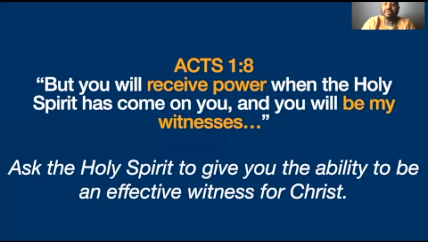 ACTS 1:8
“But you will receive power when the Holy
Spirit has come on you, and you will be my
witnesses…”
Ask the Holy Spirit to give you the ability to be
an effective witness for Christ.